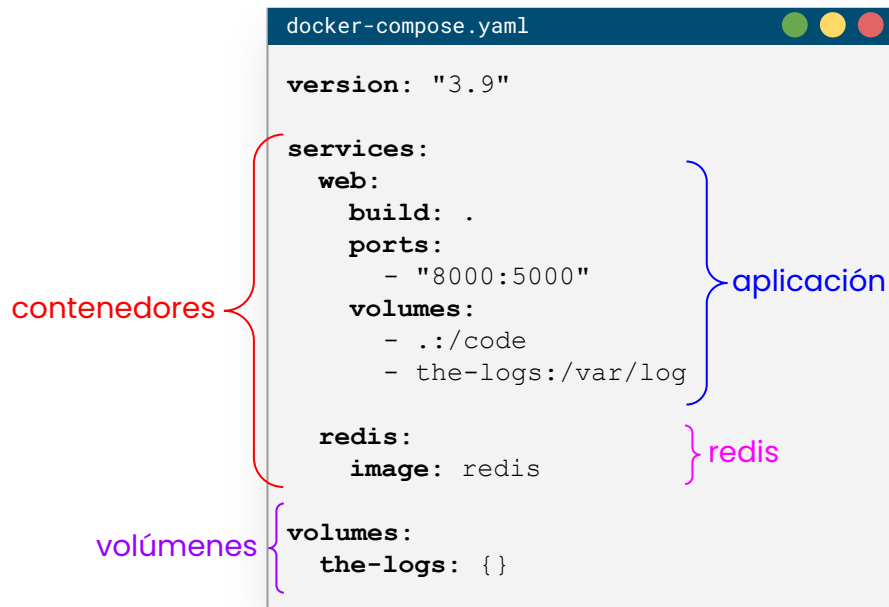 docker-compose.yaml
version: "3.9"
services:
web:
build: .
ports:
- "8000:5000"
volumes:
- .:/code
- the-logs:/var/log
redis:
image: redis
volumes:
the-logs: {}
contenedores
aplicación
redis
volúmenes